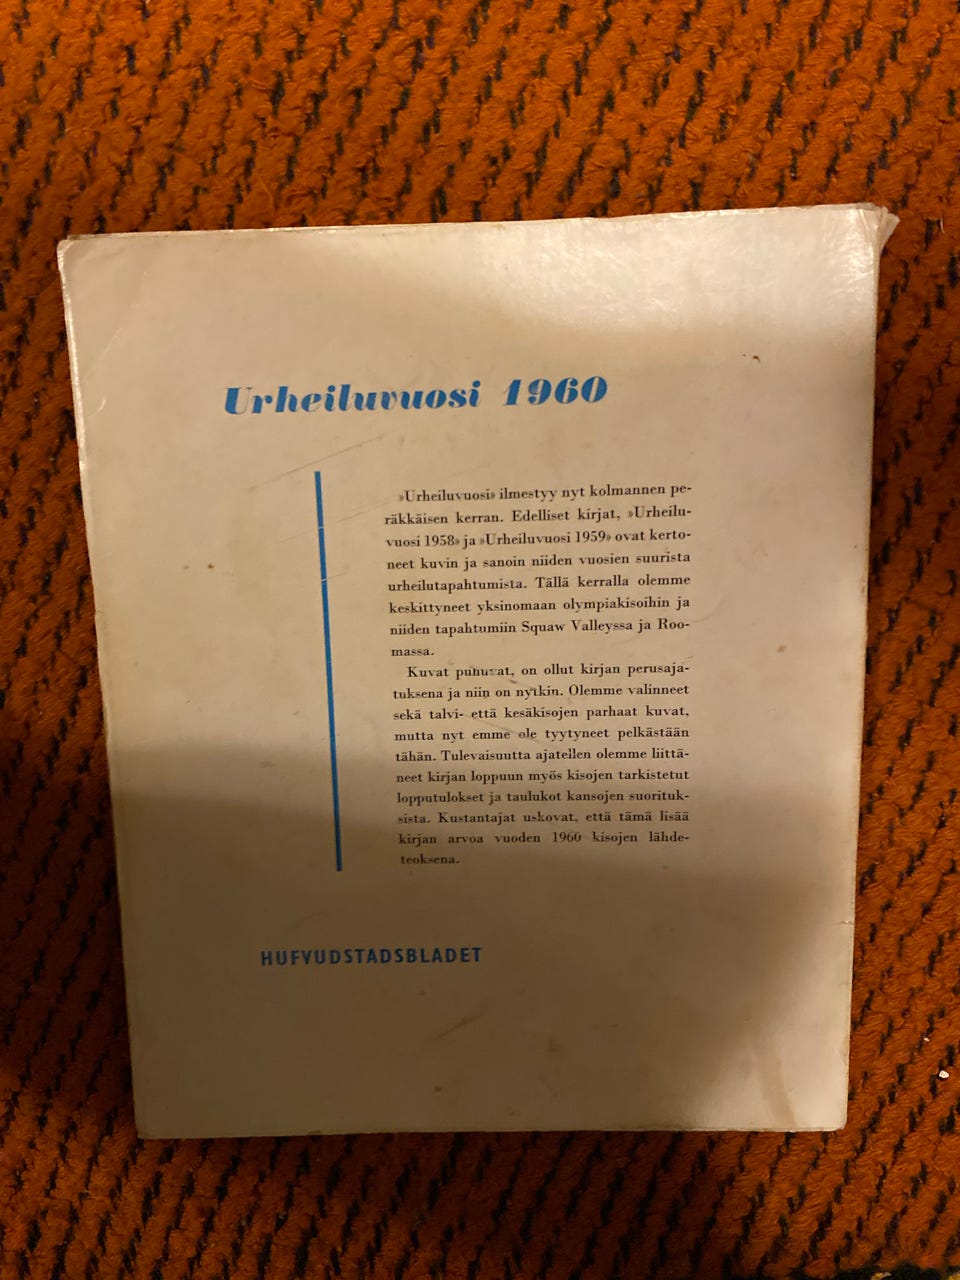 Urheiluvuosi 1960
»Urheiluvuosi» ilmestyy nyt kolmannen pe-
räkkäisen kerran. Edelliset kirjat, »Urheilu-
vuosi 1958» ja »Urheiluvuosi 1959» ovat kerto-
neet kuvin ja sanoin niiden vuosien suurista
urheilutapahtumista. Tällä kerralla olemme
keskittyneet yksinomaan olympiakisoihin ja
niiden tapahtumiin Squaw Valleyssa ja Roo-
massa.
Kuvat puhuvat, on ollut kirjan perusaja-
tuksena ja niin on nytkin. Olemme valinneet
sekä talvi- että kesäkisojen parhaat kuvat,
mutta nyt emme ole tyytyneet pelkästään
tähän. Tulevaisuutta ajatellen olemme liittä-
neet kirjan loppuun myös kisojen tarkistetut
lopputulokset ja taulukot kansojen suorituk-
sista. Kustantajat uskovat, että tämä lisää
kirjan arvoa vuoden 1960 kisojen lähde-
teoksena.
HUFVUDSTADSBLADET